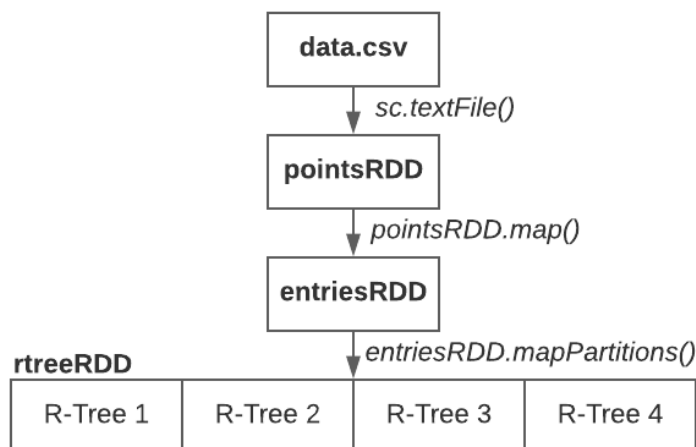 data.csv
sc.textFile()
pointsRDD
pointsRDD.map()
entriesRDD
entriesRDD.mapPartitions()
rtreeRDD
R-Tree 1
R-Tree 2
R-Tree 3
R-Tree 4